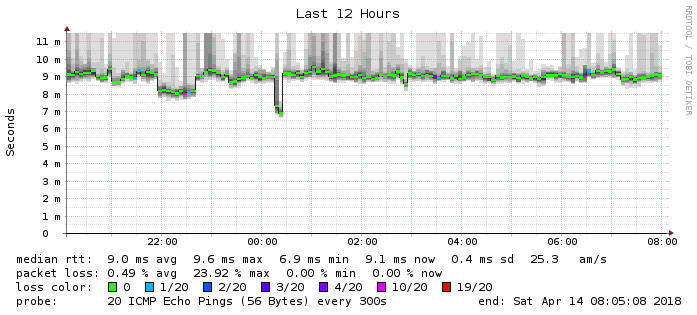 Last 12 Hours
RRDTOOL / TOBI OETIKER
Seconds
11 m
10 m
9 m
8 m
7 m
6 m
5 m
4 m
3 m
2 m
1 m
0
22:00 00:00 02:00 04:00 06:00 08:00
median rtt: 9.0 ms avg 9.6 ms max 6.9 ms min 9.1 ms now 0.4 ms sd 25.3 am/s
packet loss: 0.49 % avg 23.92 % max 0.00 % min 0.00 % now
loss color: 0 1/20 2/20 3/20 4/20 10/20 19/20
probe: 20 ICMP Echo Pings (56 Bytes) every 300s end: Sat Apr 14 08:05:08 2018